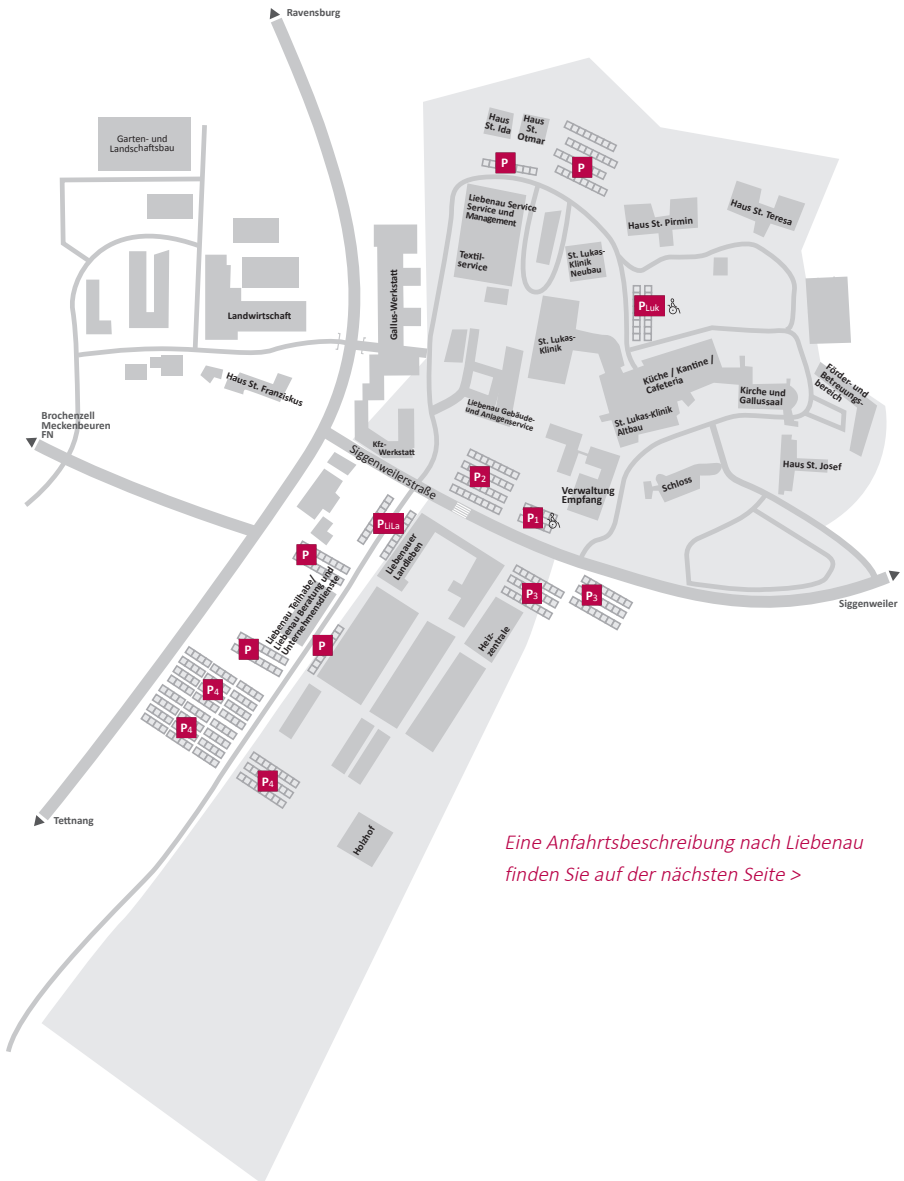 Ravensburg
Garten- und
Landschaftsbau
Haus
St. Ida
Haus
St.
Otmar
P
P
Liebenau Service
Service und
Management
Textil-
service
St. Lukas-
Klinik
Neubau
Haus St. Pirmin
Haus St. Teresa
PLuk
Landwirtschaft
Gallus-Werkstatt
St. Lukas-
Klinik
Küche / Kantine /
Cafeteria
Kirche und
Gallussaal
Förder- und
Betreuungs-
bereich
Haus St. Franziskus
Liebenau Gebäude-
und Anlagenservice
St. Lukas-Klinik
Altbau
Brochenzell
Meckenbeuren
FN
Kfz-
Werkstatt
Siggenweilerstraße
Haus St. Josef
Schloss
P2
Verwaltung
Empfang
P1
PLiLa
Liebenauer
Landleben
P
Liebenau Teilhabe/
Liebenau Beratung und
Unternehmensdienste
P3
P3
Siggenweiler
Heiz-
zentrale
P
P
P4
P4
P4
Tettnang
Holzhof
Eine Anfahrtsbeschreibung nach Liebenau
finden Sie auf der nächsten Seite >